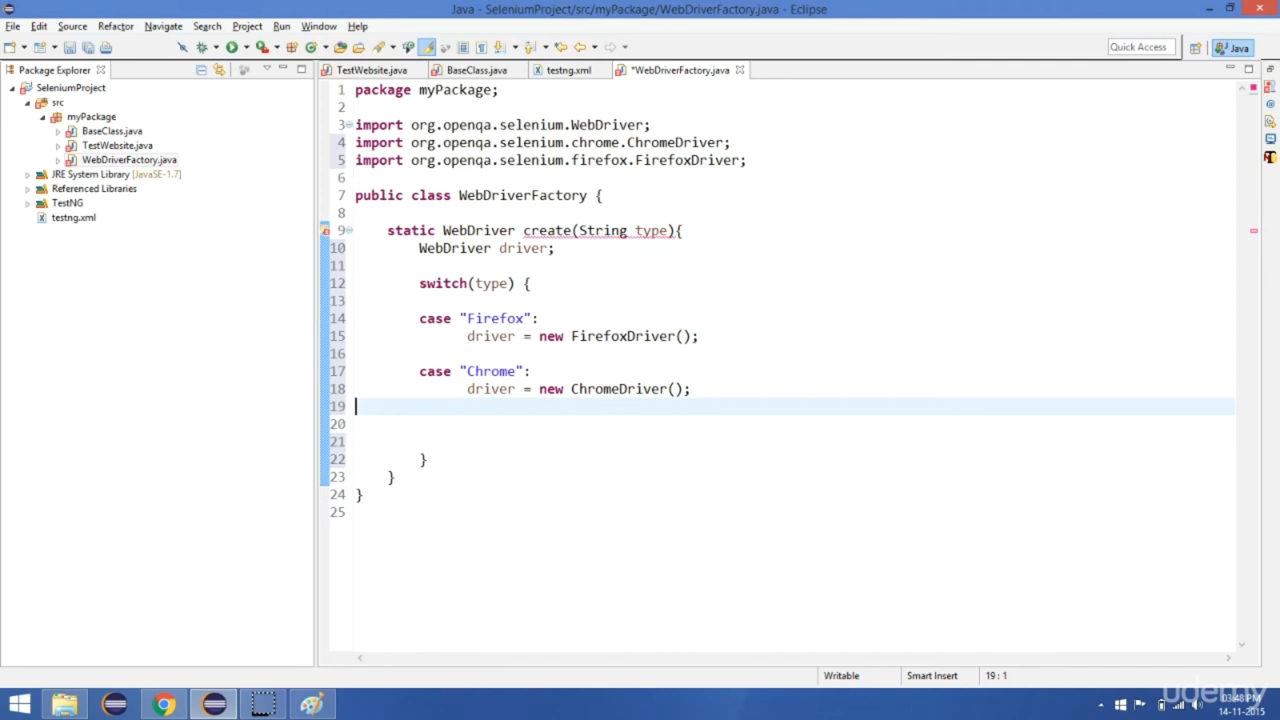 Java - SeleniumProject/src/myPackage/WebDriverFactory.java - Eclipse
File Edit Source Refactor Navigate Search Project Run Window Help
Quick Access
Java
Package Explorer
TestWebsite.java
BaseClass.java
testng.xml
*WebDriverFactory.java
SeleniumProject
src
myPackage
BaseClass.java
TestWebsite.java
WebDriverFactory.java
JRE System Library [JavaSE-1.7]
Referenced Libraries
TestNG
testng.xml
1 package myPackage;
2
3 import org.openqa.selenium.WebDriver;
4 import org.openqa.selenium.chrome.ChromeDriver;
5 import org.openqa.selenium.firefox.FirefoxDriver;
6
7 public class WebDriverFactory {
8
9 static WebDriver create(String type){
10 WebDriver driver;
11
12 switch(type) {
13
14 case "Firefox":
15 driver = new FirefoxDriver();
16
17 case "Chrome":
18 driver = new ChromeDriver();
19
20
21
22 }
23 }
24 }
25
Writable
Smart Insert
19 : 1
udemy
03:48 PM
14-11-2015